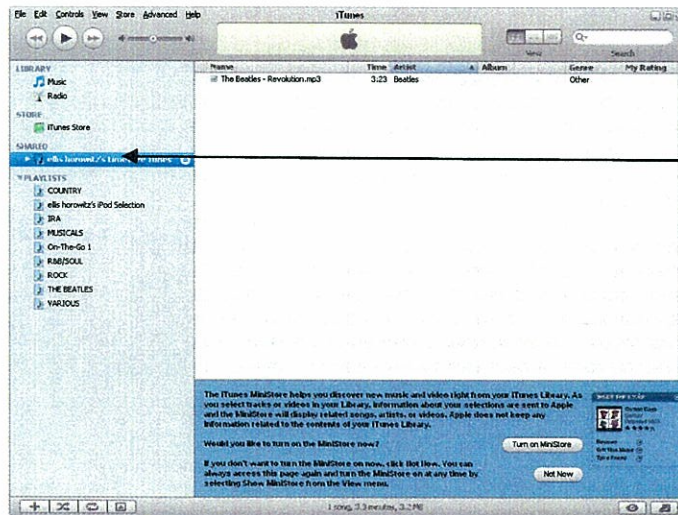 File Edit Controls View Store Advanced Help
iTunes
View
Search
LIBRARY
Music
Radio
STORE
iTunes Store
SHARED
ellis horowitz's Tunes
PLAYLISTS
COUNTRY
ellis horowitz's iPod Selection
IRA
MUSICALS
On-The-Go 1
R&B/SOUL
ROCK
THE BEATLES
VARIOUS
Name Time Artist Album Genre My Rating
The Beatles - Revolution.mp3 3:23 Beatles Other
The iTunes MiniStore helps you discover new music and video right from your iTunes Library. As
you select tracks or videos in your Library, information about your selections are sent to Apple
and the MiniStore will display related songs, artists, or videos. Apple does not keep any
information related to the contents of your iTunes Library.
Would you like to turn on the MiniStore now?
Turn on MiniStore
If you don't want to turn the MiniStore on now, click Not Now. You can
always access this page again and turn the MiniStore on at any time by
selecting Show MiniStore from the View menu.
Not Now
1 song, 3.3 minutes, 3.2 MB